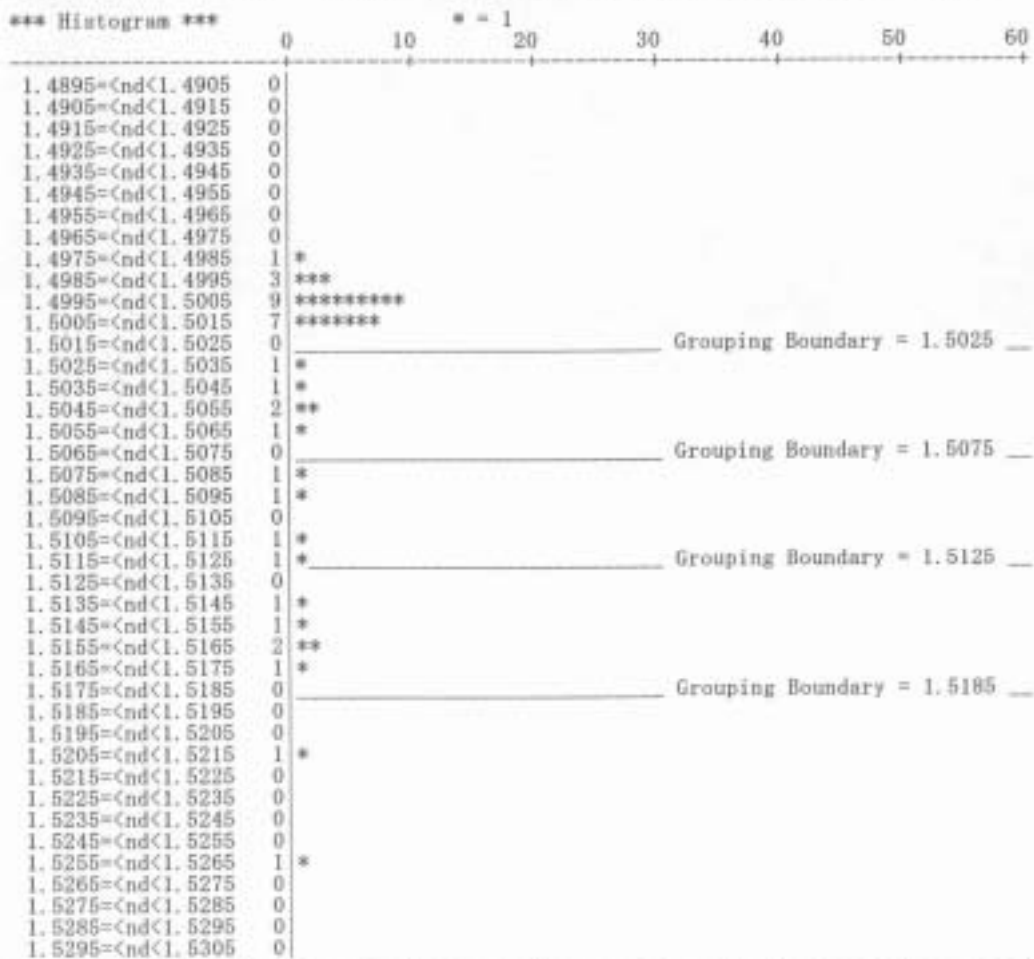 *** Histogram *** * = 1
0 10 20 30 40 50 60
1.4895=<nd<1.4905 0
1.4905=<nd<1.4915 0
1.4915=<nd<1.4925 0
1.4925=<nd<1.4935 0
1.4935=<nd<1.4945 0
1.4945=<nd<1.4955 0
1.4955=<nd<1.4965 0
1.4965=<nd<1.4975 0
1.4975=<nd<1.4985 1 *
1.4985=<nd<1.4995 3 ***
1.4995=<nd<1.5005 9 *********
1.5005=<nd<1.5015 7 *******
1.5015=<nd<1.5025 0 Grouping Boundary = 1.5025
1.5025=<nd<1.5035 1 *
1.5035=<nd<1.5045 1 *
1.5045=<nd<1.5055 2 **
1.5055=<nd<1.5065 1 *
1.5065=<nd<1.5075 0 Grouping Boundary = 1.5075
1.5075=<nd<1.5085 1 *
1.5085=<nd<1.5095 1 *
1.5095=<nd<1.5105 0
1.5105=<nd<1.5115 1 *
1.5115=<nd<1.5125 1 * Grouping Boundary = 1.5125
1.5125=<nd<1.5135 0
1.5135=<nd<1.5145 1 *
1.5145=<nd<1.5155 1 *
1.5155=<nd<1.5165 2 **
1.5165=<nd<1.5175 1 *
1.5175=<nd<1.5185 0 Grouping Boundary = 1.5185
1.5185=<nd<1.5195 0
1.5195=<nd<1.5205 0
1.5205=<nd<1.5215 1 *
1.5215=<nd<1.5225 0
1.5225=<nd<1.5235 0
1.5235=<nd<1.5245 0
1.5245=<nd<1.5255 0
1.5255=<nd<1.5265 1 *
1.5265=<nd<1.5275 0
1.5275=<nd<1.5285 0
1.5285=<nd<1.5295 0
1.5295=<nd<1.5305 0